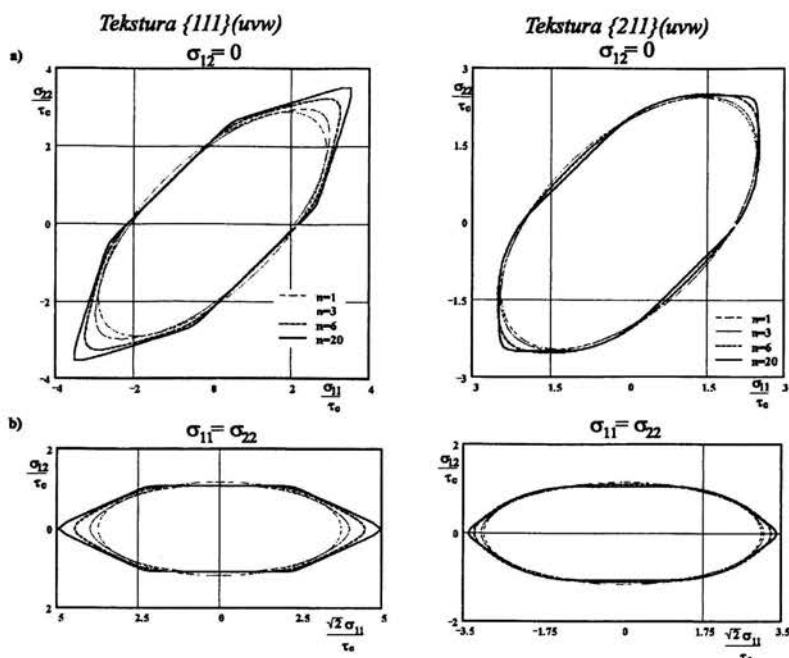 Tekstura {111}(uvw)
σ12= 0
Tekstura {211}(uvw)
σ12= 0
a)
4
σ22
τc
2
0
−2
−4
−4
−2
0
2
4
σ11
τc
n=1
n=3
n=6
n=20
3
σ22
τc
1.5
0
−1.5
−3
3
1.5
0
1.5
3
σ11
τc
n=1
n=3
n=6
n=20
b)
σ11= σ22
2
σ12
τc
0
2
5
2.5
0
2.5
5
√2 σ11
τc
σ11= σ22
2
σ12
τc
0
−2
−3.5
−1.75
0
1.75
3.5
√2 σ11
τc